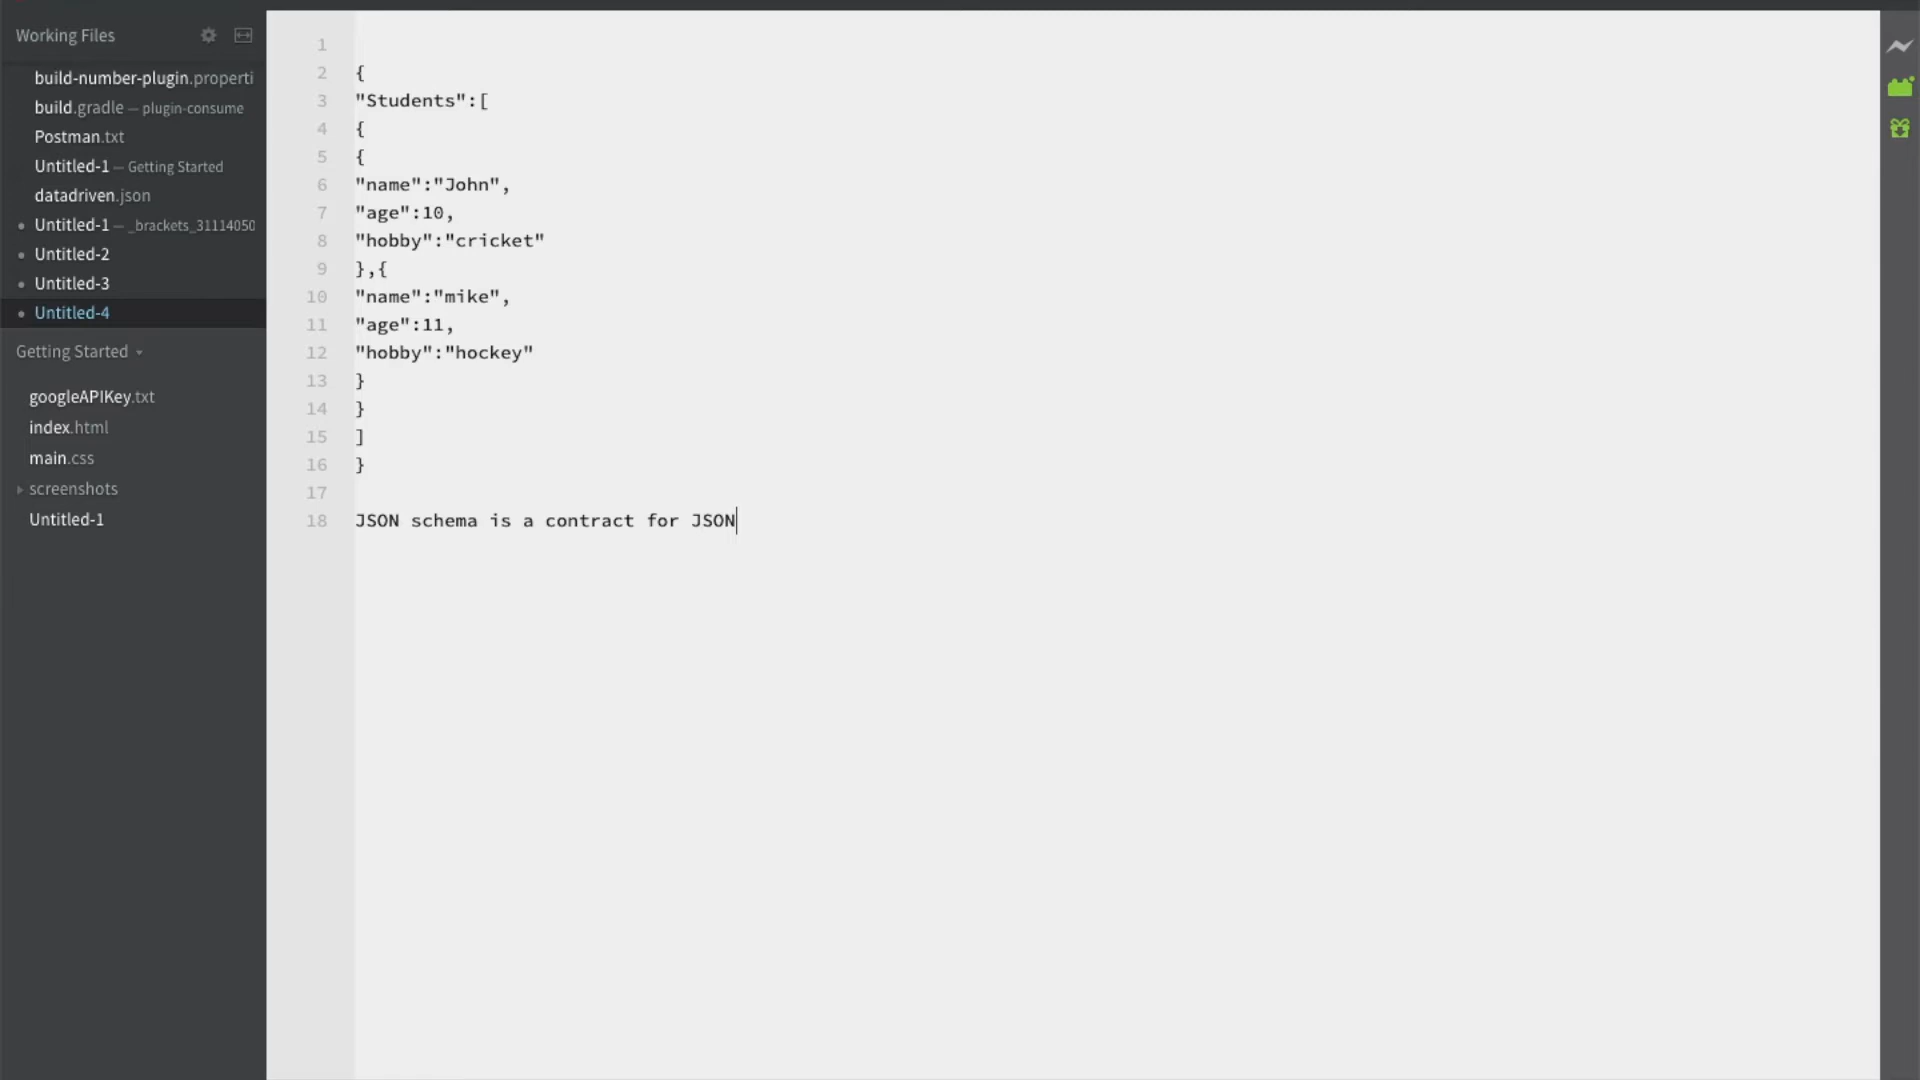 Working Files
build-number-plugin.properti
build.gradle — plugin-consume
Postman.txt
Untitled-1 — Getting Started
datadriven.json
Untitled-1 — _brackets_31114050
Untitled-2
Untitled-3
Untitled-4
Getting Started
googleAPIKey.txt
index.html
main.css
screenshots
Untitled-1
1
2 {
3 "Students":[
4 {
5 {
6 "name":"John",
7 "age":10,
8 "hobby":"cricket"
9 },{
10 "name":"mike",
11 "age":11,
12 "hobby":"hockey"
13 }
14 }
15 ]
16 }
17
18 JSON schema is a contract for JSON